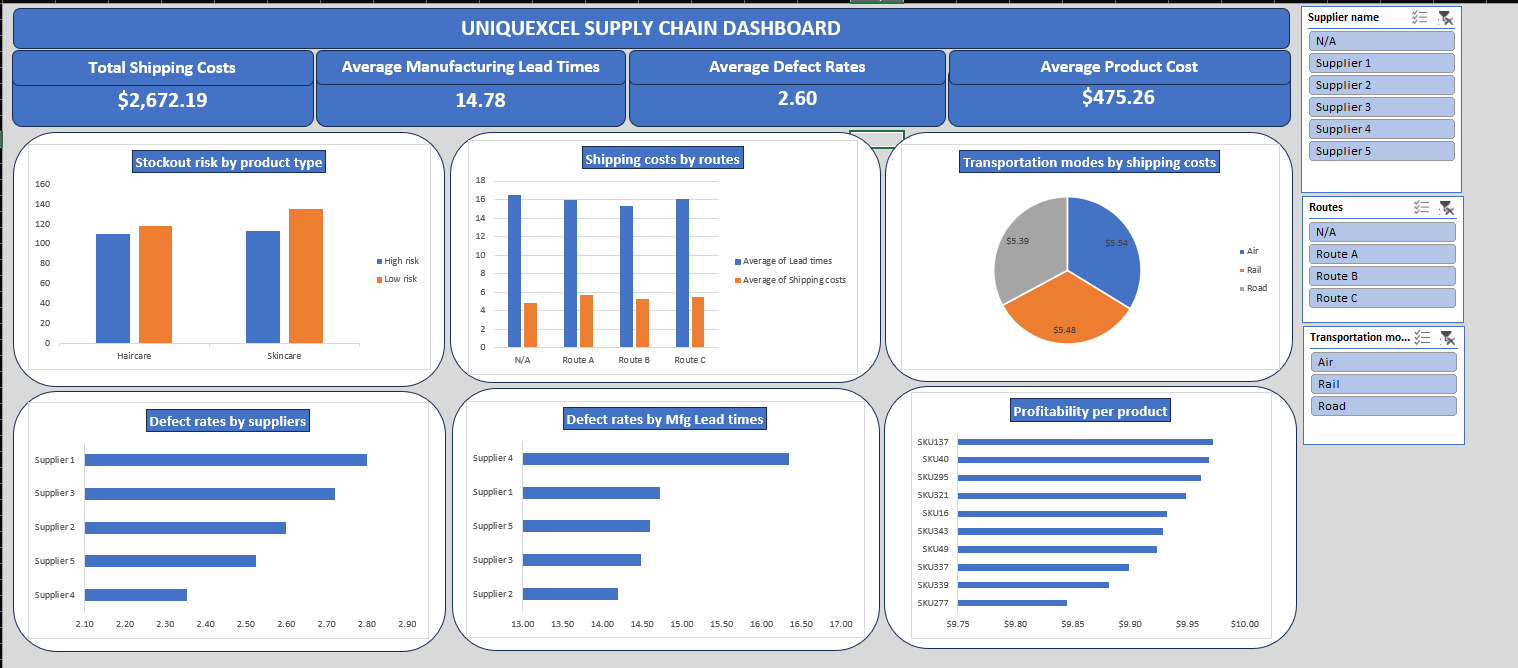 UNIQUEXCEL SUPPLY CHAIN DASHBOARD
Total Shipping Costs
$2,672.19
Average Manufacturing Lead Times
14.78
Average Defect Rates
2.60
Average Product Cost
$475.26
Stockout risk by product type
160
140
120
100
80
60
40
20
0
Haircare
Skincare
High risk
Low risk
Shipping costs by routes
18
16
14
12
10
8
6
4
2
0
N/A
Route A
Route B
Route C
Average of Lead times
Average of Shipping costs
Transportation modes by shipping costs
$5.39
$5.54
$5.48
Air
Rail
Road
Defect rates by suppliers
Supplier 1
Supplier 3
Supplier 2
Supplier 5
Supplier 4
2.10 2.20 2.30 2.40 2.50 2.60 2.70 2.80 2.90
Defect rates by Mfg Lead times
Supplier 4
Supplier 1
Supplier 5
Supplier 3
Supplier 2
13.00 13.50 14.00 14.50 15.00 15.50 16.00 16.50 17.00
Profitability per product
SKU137
SKU40
SKU295
SKU321
SKU16
SKU343
SKU49
SKU337
SKU339
SKU277
$9.75 $9.80 $9.85 $9.90 $9.95 $10.00
Supplier name
N/A
Supplier 1
Supplier 2
Supplier 3
Supplier 4
Supplier 5
Routes
N/A
Route A
Route B
Route C
Transportation mo...
Air
Rail
Road